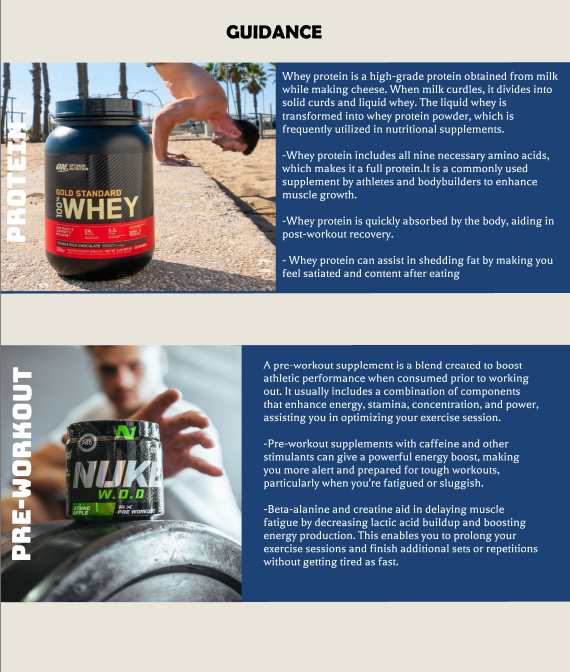 GUIDANCE
PROTEIN
ON OPTIMUM NUTRITION
GOLD STANDARD
100% WHEY
Whey protein is a high-grade protein obtained from milk
while making cheese. When milk curdles, it divides into
solid curds and liquid whey. The liquid whey is
transformed into whey protein powder, which is
frequently utilized in nutritional supplements.
-Whey protein includes all nine necessary amino acids,
which makes it a full protein.It is a commonly used
supplement by athletes and bodybuilders to enhance
muscle growth.
-Whey protein is quickly absorbed by the body, aiding in
post-workout recovery.
- Whey protein can assist in shedding fat by making you
feel satiated and content after eating
PRE-WORKOUT
NUKE
W.O.D
RX
PRE WORKOUT
A pre-workout supplement is a blend created to boost
athletic performance when consumed prior to working
out. It usually includes a combination of components
that enhance energy, stamina, concentration, and power,
assisting you in optimizing your exercise session.
-Pre-workout supplements with caffeine and other
stimulants can give a powerful energy boost, making
you more alert and prepared for tough workouts,
particularly when you're fatigued or sluggish.
-Beta-alanine and creatine aid in delaying muscle
fatigue by decreasing lactic acid buildup and boosting
energy production. This enables you to prolong your
exercise sessions and finish additional sets or repetitions
without getting tired as fast.